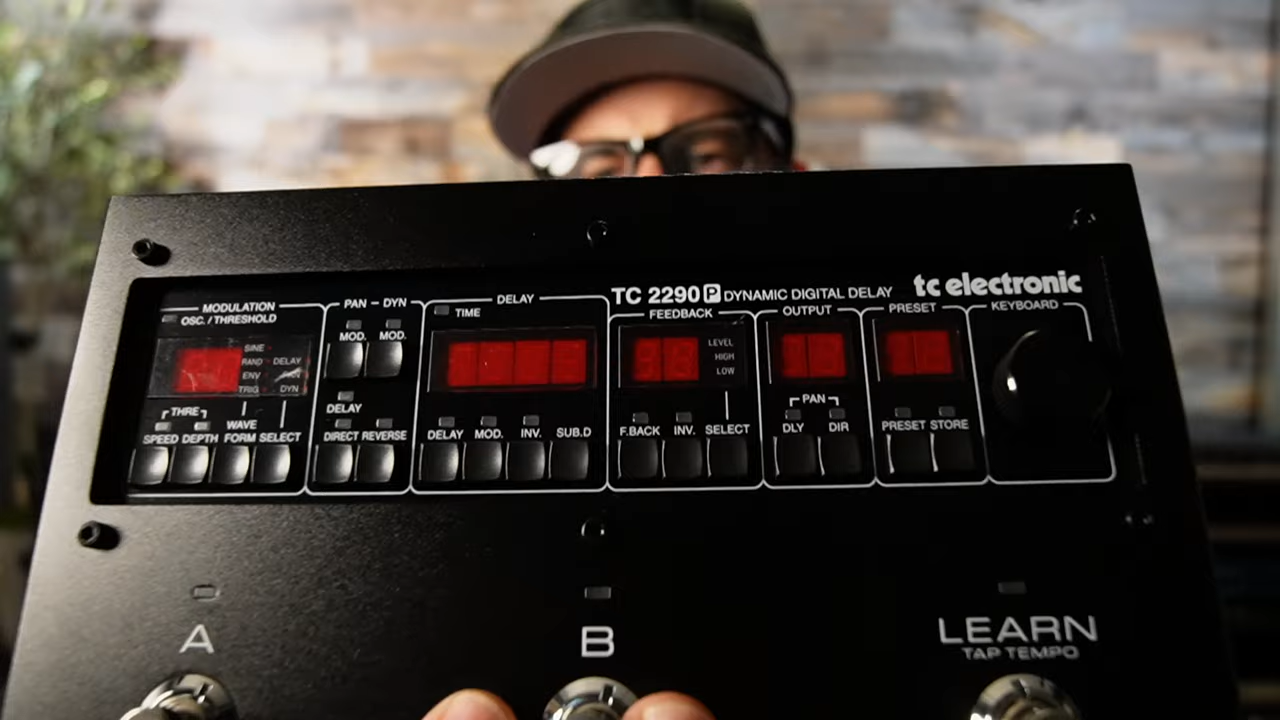 TC 2290 P DYNAMIC DIGITAL DELAY
tc electronic
MODULATION
OSC. / THRESHOLD
SINE
RAND
ENV
TRIG
DELAY
PAN
DYN
THRE
SPEED
DEPTH
WAVE
FORM
SELECT
PAN – DYN
MOD.
MOD.
DELAY
DIRECT
REVERSE
DELAY
TIME
DELAY
MOD.
INV.
SUB.D
FEEDBACK
LEVEL
HIGH
LOW
F.BACK
INV.
SELECT
OUTPUT
PAN
DLY
DIR
PRESET
PRESET
STORE
KEYBOARD
A
B
LEARN
TAP TEMPO